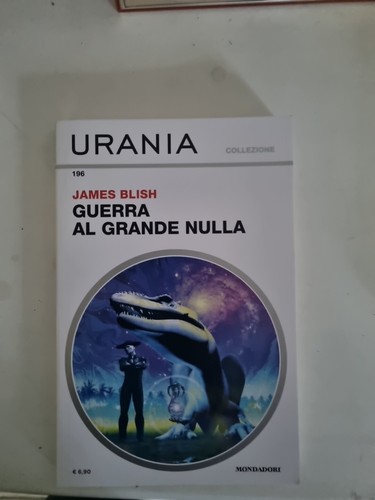 URANIA
COLLEZIONE
196
JAMES BLISH
GUERRA
AL GRANDE NULLA
€ 6,90
MONDADORI